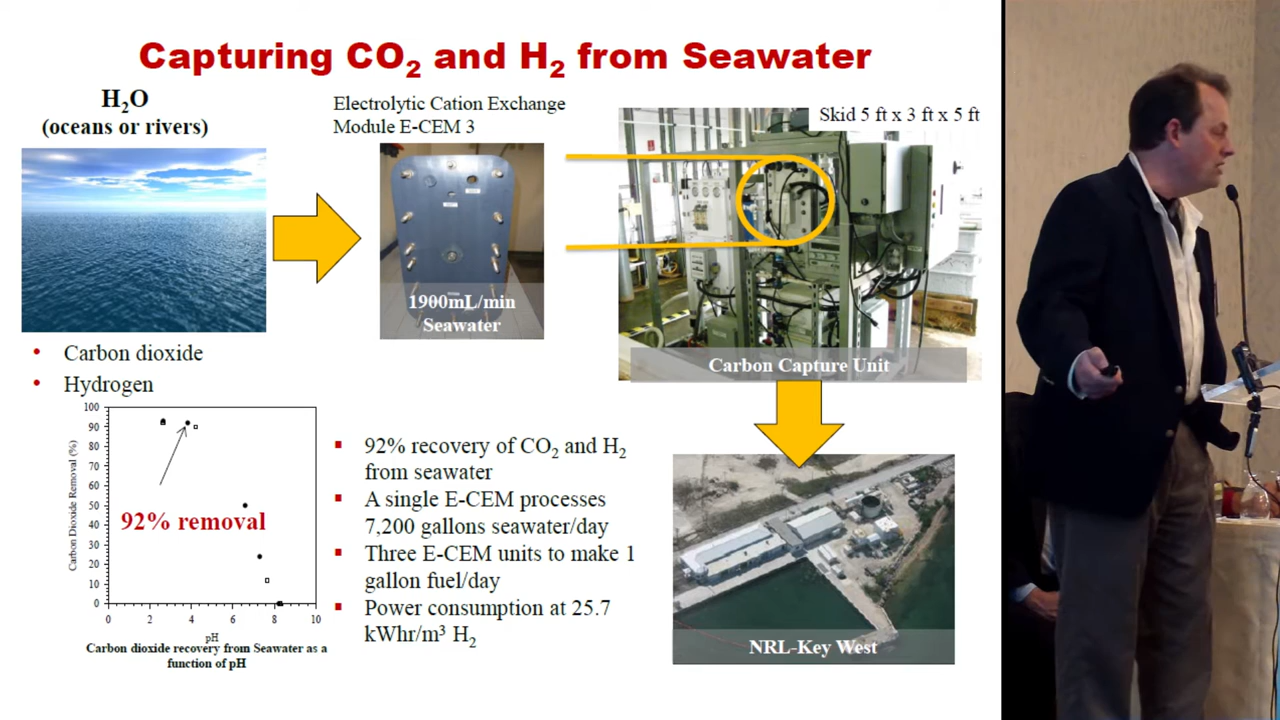 Capturing CO₂ and H₂ from Seawater
H₂O
(oceans or rivers)
Electrolytic Cation Exchange
Module E-CEM 3
Skid 5 ft x 3 ft x 5 ft
1900mL/min
Seawater
Carbon Capture Unit
• Carbon dioxide
• Hydrogen
100
90
80
70
60
50
40
30
20
10
0
Carbon Dioxide Removal (%)
92% removal
0 2 4 6 8 10
pH
Carbon dioxide recovery from Seawater as a
function of pH
▪ 92% recovery of CO₂ and H₂
from seawater
▪ A single E-CEM processes
7,200 gallons seawater/day
▪ Three E-CEM units to make 1
gallon fuel/day
▪ Power consumption at 25.7
kWhr/m³ H₂
NRL-Key West